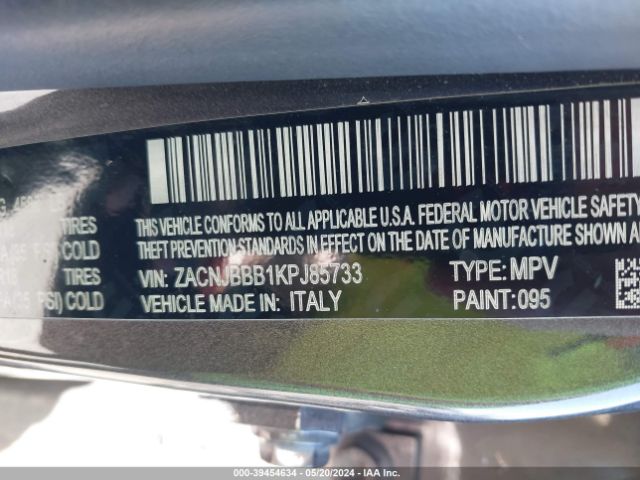 THIS VEHICLE CONFORMS TO ALL APPLICABLE U.S.A. FEDERAL MOTOR VEHICLE SAFETY
THEFT PREVENTION STANDARDS IN EFFECT ON THE DATE OF MANUFACTURE SHOWN A
TIRES
COLD
VIN: ZACNJBBB1KPJ85733 TYPE: MPV
TIRES
VEHICLE MADE IN: ITALY PAINT: 095
PSI) COLD
000-39454634 - 05/20/2024 - IAA Inc.